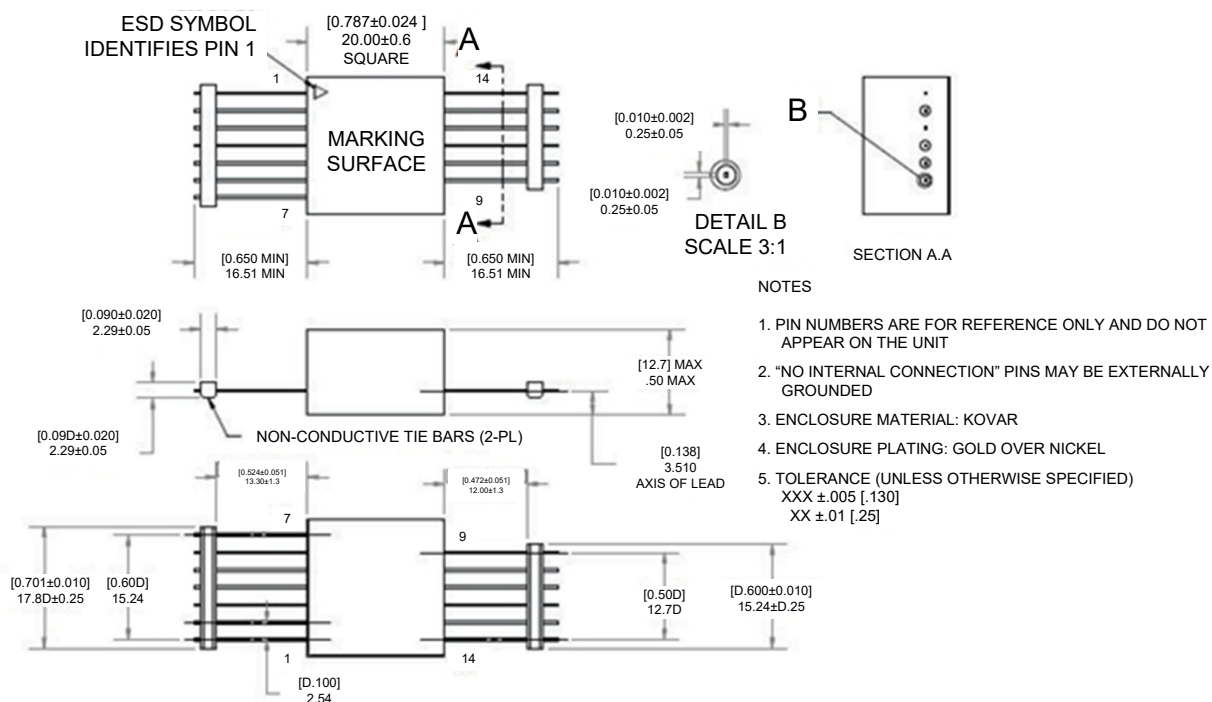 ESD SYMBOL
IDENTIFIES PIN 1
[0.787±0.024 ]
20.00±0.6
SQUARE
A
1
14
MARKING
SURFACE
7
9
A
[0.650 MIN]
16.51 MIN
[0.650 MIN]
16.51 MIN
[0.010±0.002]
0.25±0.05
[0.010±0.002]
0.25±0.05
DETAIL B
SCALE 3:1
B
SECTION A.A
[0.090±0.020]
2.29±0.05
[0.09D±0.020]
2.29±0.05
NON-CONDUCTIVE TIE BARS (2-PL)
[12.7] MAX
.50 MAX
[0.138]
3.510
AXIS OF LEAD
NOTES
1. PIN NUMBERS ARE FOR REFERENCE ONLY AND DO NOT
APPEAR ON THE UNIT
2. “NO INTERNAL CONNECTION” PINS MAY BE EXTERNALLY
GROUNDED
3. ENCLOSURE MATERIAL: KOVAR
4. ENCLOSURE PLATING: GOLD OVER NICKEL
5. TOLERANCE (UNLESS OTHERWISE SPECIFIED)
XXX ±.005 [.130]
XX ±.01 [.25]
[0.524±0.051]
13.30±1.3
[0.472±0.051]
12.00±1.3
7
9
[0.701±0.010]
17.8D±0.25
[0.60D]
15.24
[0.50D]
12.7D
[D.600±0.010]
15.24±D.25
1
14
[D.100]
2.54